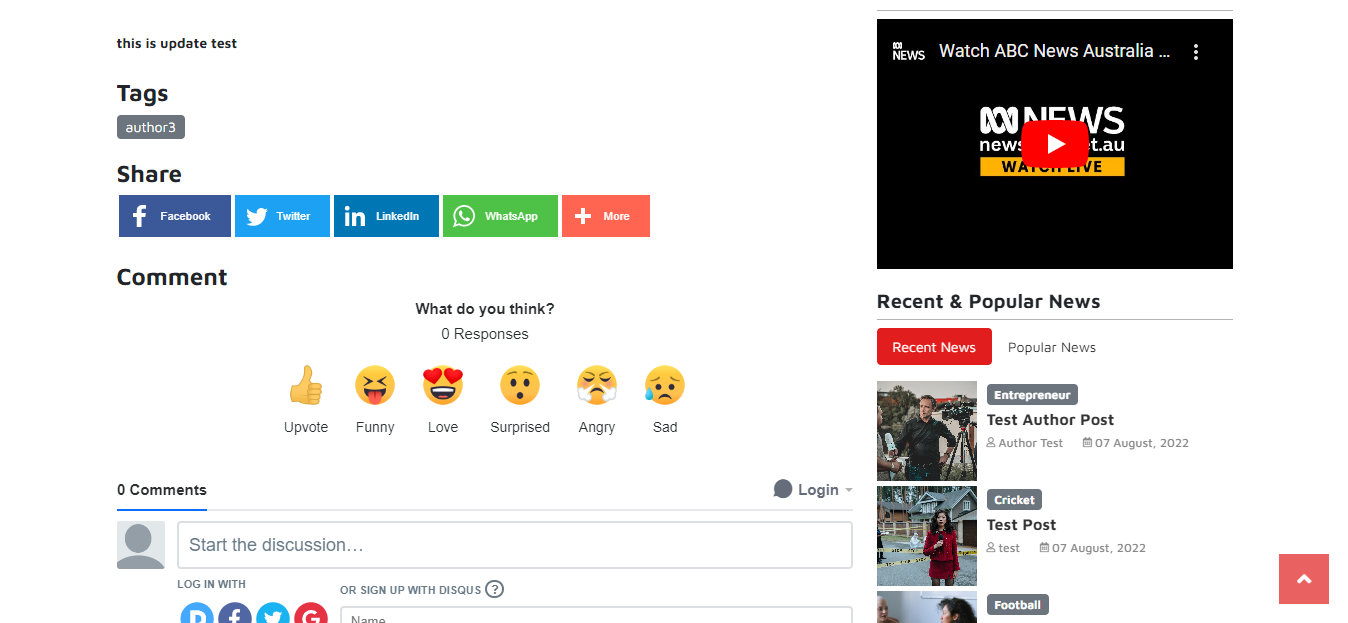 this is update test
Tags
author3
Share
Facebook
Twitter
LinkedIn
WhatsApp
More
Comment
What do you think?
0 Responses
Upvote
Funny
Love
Surprised
Angry
Sad
0 Comments
Login
Start the discussion…
LOG IN WITH
OR SIGN UP WITH DISQUS ?
Name
NEWS
Watch ABC News Australia ...
NEWS
WATCH LIVE
Recent & Popular News
Recent News
Popular News
Entrepreneur
Test Author Post
Author Test
07 August, 2022
Cricket
Test Post
test
07 August, 2022
Football